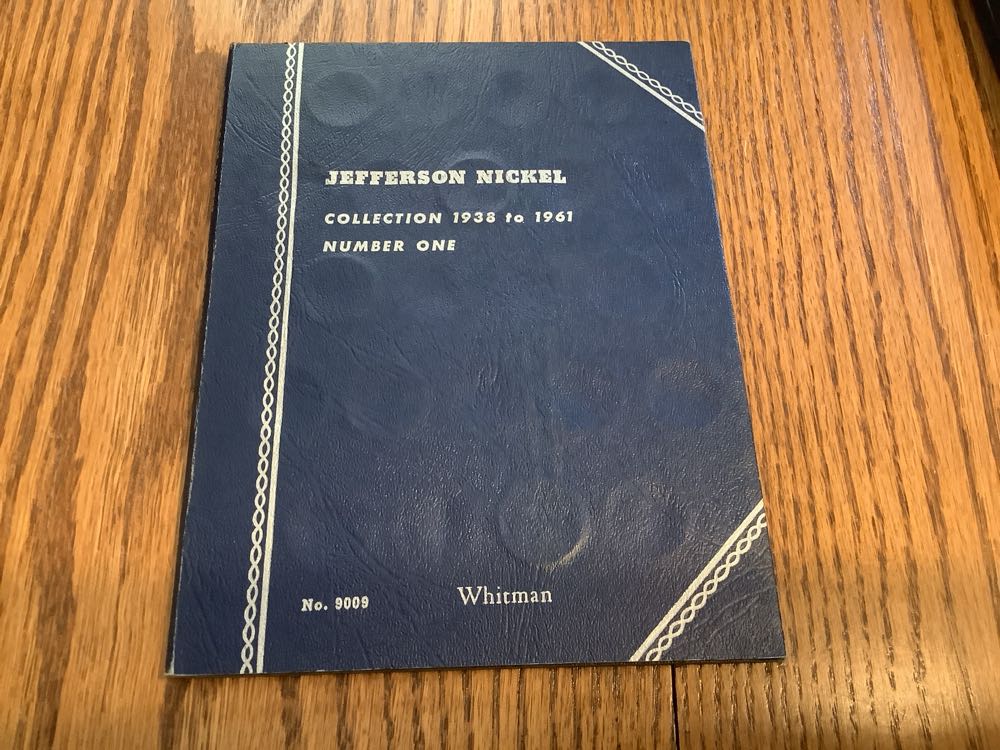 JEFFERSON NICKEL
COLLECTION 1938 to 1961
NUMBER ONE
No. 9009
Whitman